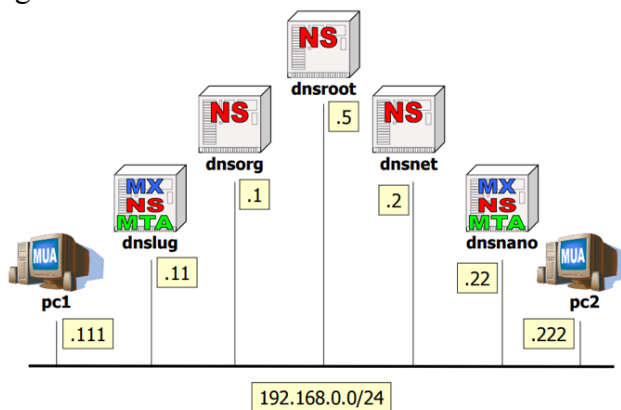 NS
dnsroot
.5
NS
dnsorg
.1
NS
dnsnet
.2
MX
NS
MTA
dnslug
.11
MX
NS
MTA
dnsnano
.22
MUA
pc1
.111
MUA
pc2
.222
192.168.0.0/24